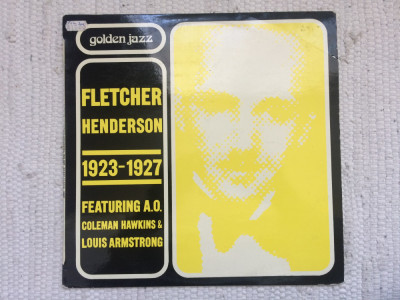 golden jazz
FLETCHER
HENDERSON
1923-1927
FEATURING A.O.
COLEMAN HAWKINS &
LOUIS ARMSTRONG